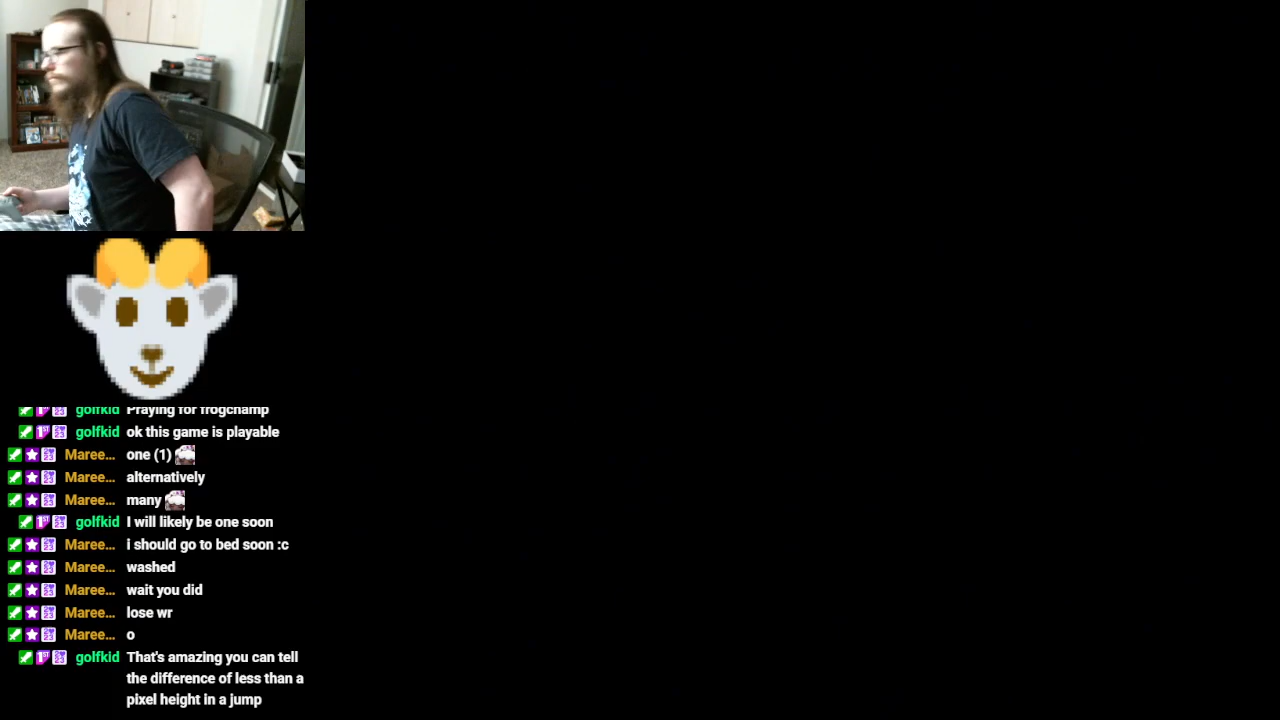 golfkid Praying for frogchamp
golfkid ok this game is playable
Maree... one (1)
Maree... alternatively
Maree... many
golfkid I will likely be one soon
Maree... i should go to bed soon :c
Maree... washed
Maree... wait you did
Maree... lose wr
Maree... o
golfkid That's amazing you can tell
the difference of less than a
pixel height in a jump